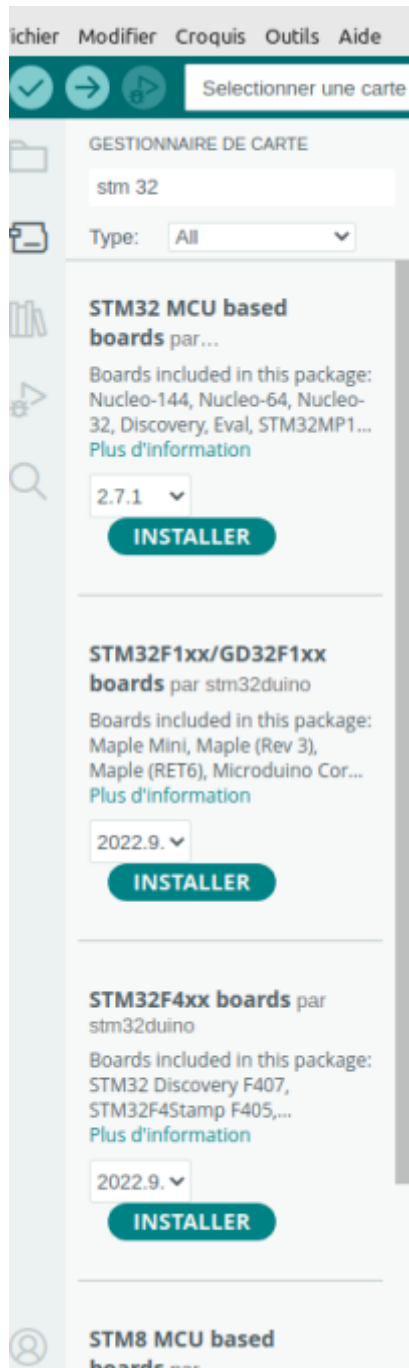 ichier Modifier Croquis Outils Aide
Selectionner une carte
GESTIONNAIRE DE CARTE
stm 32
Type: All
STM32 MCU based
boards par...
Boards included in this package:
Nucleo-144, Nucleo-64, Nucleo-
32, Discovery, Eval, STM32MP1...
Plus d'information
2.7.1
INSTALLER
STM32F1xx/GD32F1xx
boards par stm32duino
Boards included in this package:
Maple Mini, Maple (Rev 3),
Maple (RET6), Microduino Cor...
Plus d'information
2022.9.
INSTALLER
STM32F4xx boards par
stm32duino
Boards included in this package:
STM32 Discovery F407,
STM32F4Stamp F405,...
Plus d'information
2022.9.
INSTALLER
STM8 MCU based
boards par